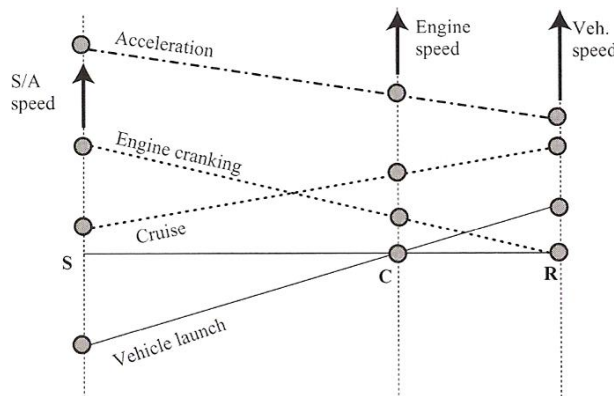 Acceleration
Engine
speed
Veh.
speed
S/A
speed
Engine cranking
Cruise
S
C
R
Vehicle launch